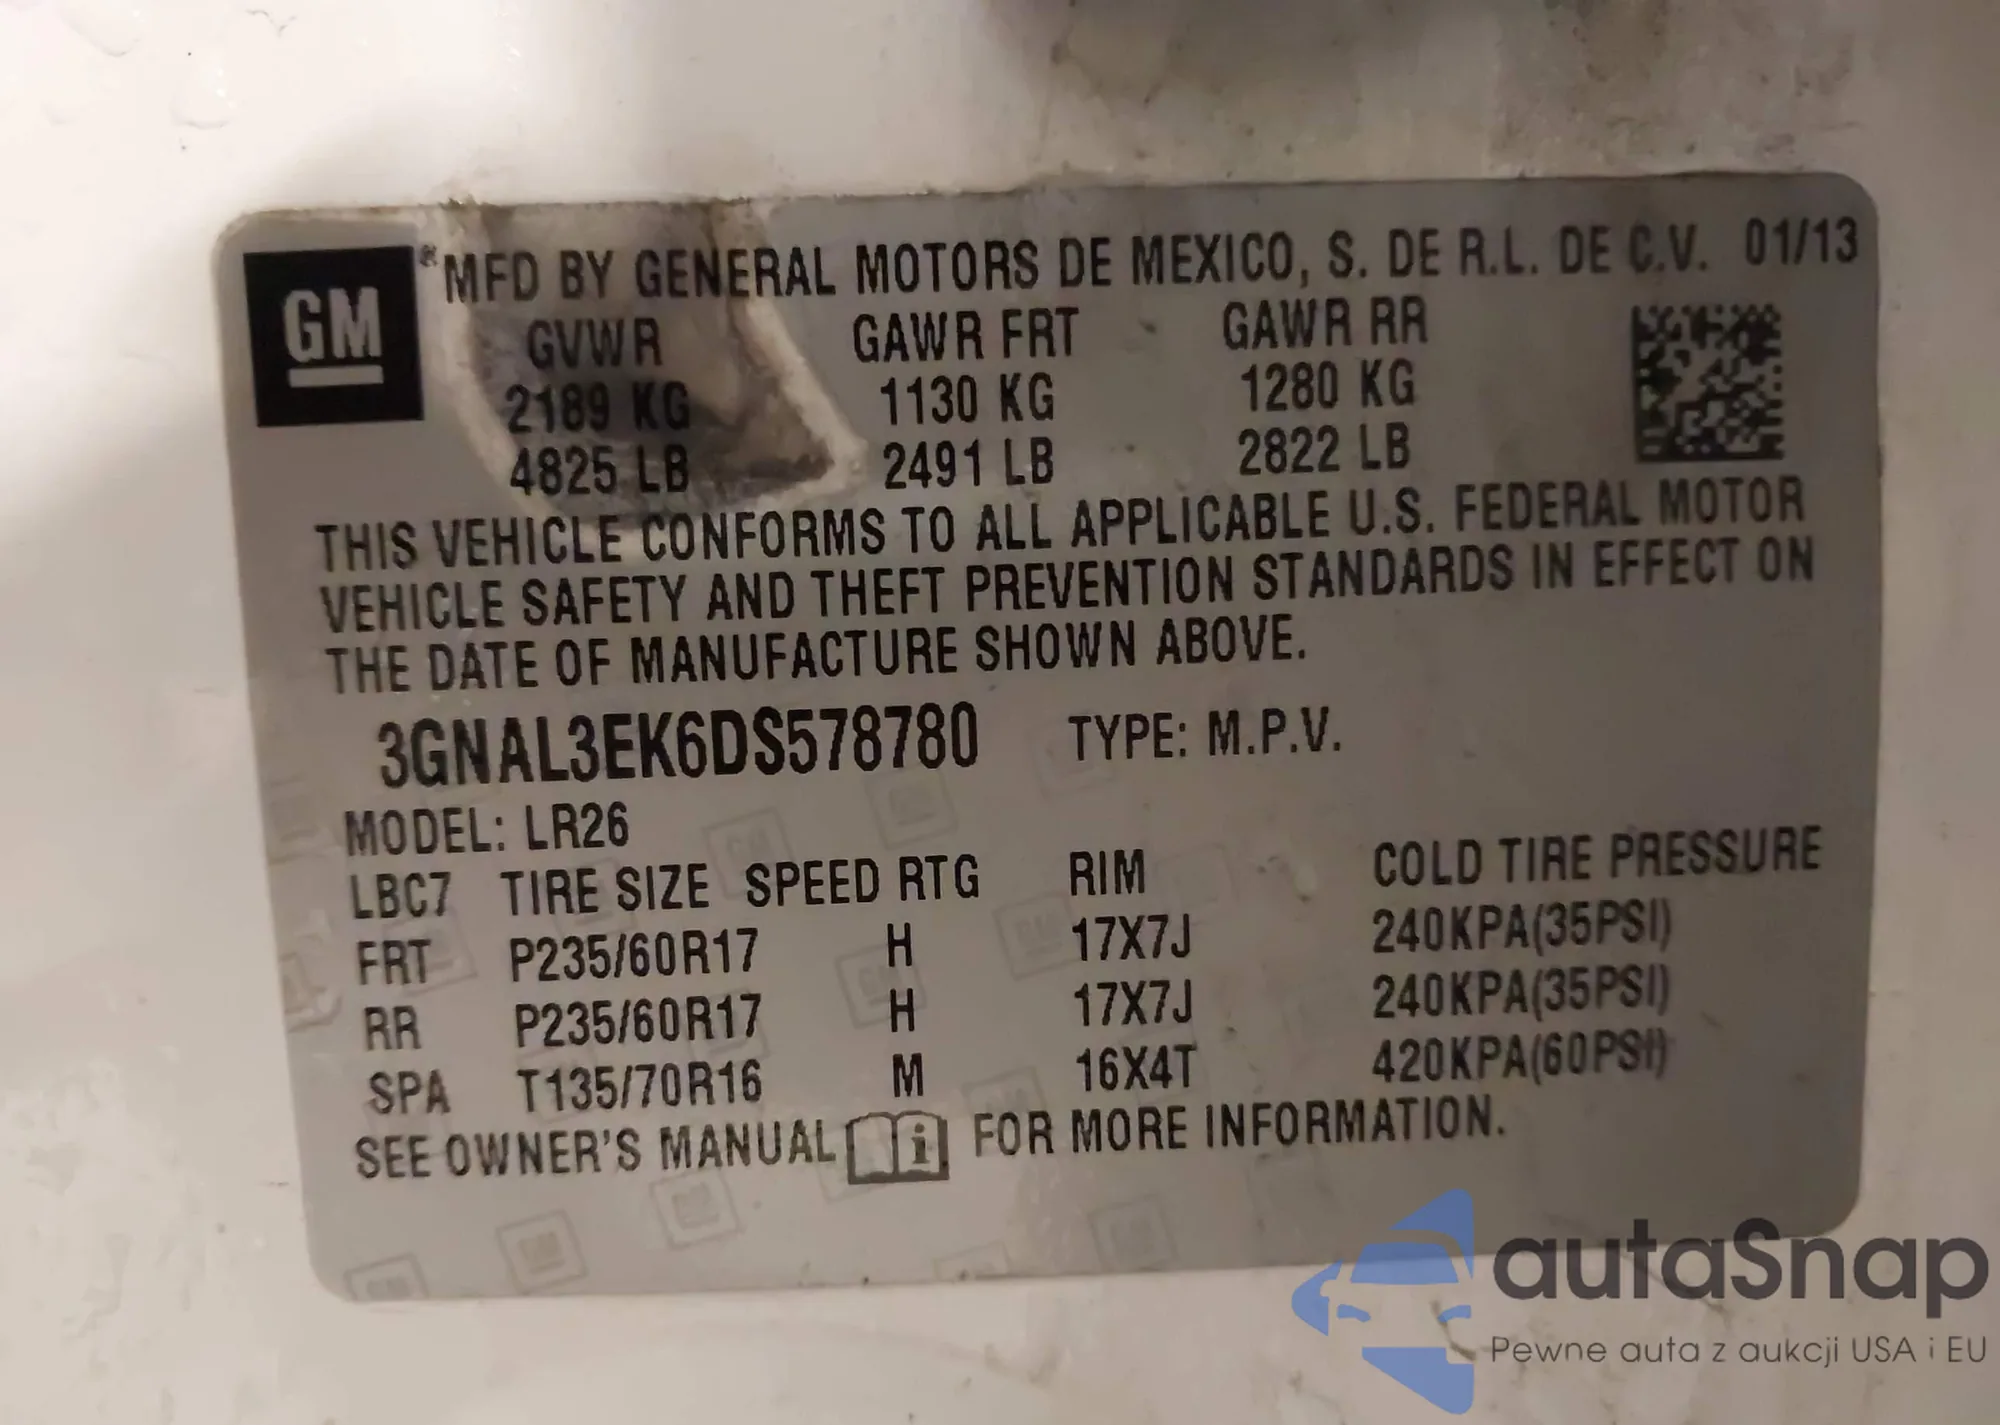 GM
MFD BY GENERAL MOTORS DE MEXICO, S. DE R.L. DE C.V. 01/13
GVWR GAWR FRT GAWR RR
2189 KG 1130 KG 1280 KG
4825 LB 2491 LB 2822 LB
THIS VEHICLE CONFORMS TO ALL APPLICABLE U.S. FEDERAL MOTOR
VEHICLE SAFETY AND THEFT PREVENTION STANDARDS IN EFFECT ON
THE DATE OF MANUFACTURE SHOWN ABOVE.
3GNAL3EK6DS578780 TYPE: M.P.V.
MODEL: LR26
LBC7 TIRE SIZE SPEED RTG RIM COLD TIRE PRESSURE
FRT P235/60R17 H 17X7J 240KPA(35PSI)
RR P235/60R17 H 17X7J 240KPA(35PSI)
SPA T135/70R16 M 16X4T 420KPA(60PSI)
SEE OWNER'S MANUAL i FOR MORE INFORMATION.
autaSnap
Pewne auta z aukcji USA i EU